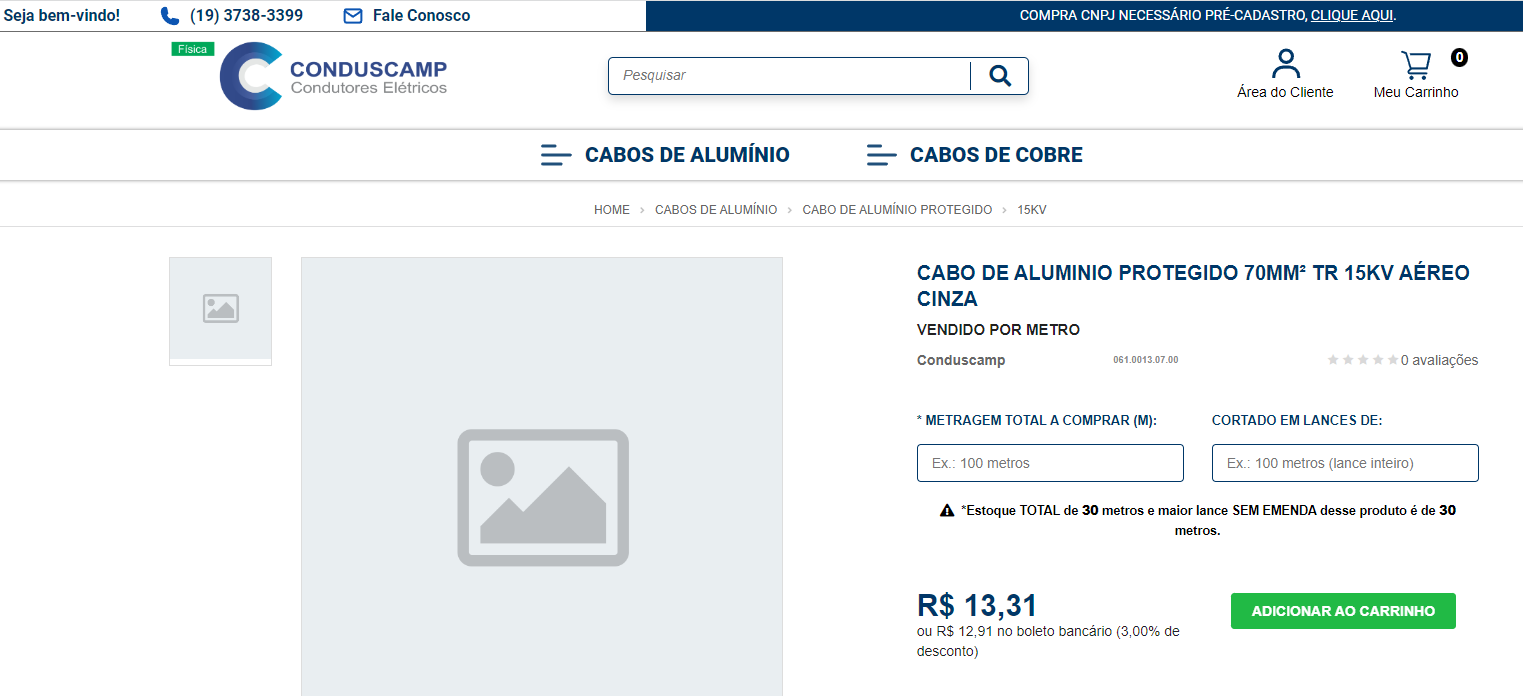 Seja bem-vindo!
(19) 3738-3399
Fale Conosco
COMPRA CNPJ NECESSÁRIO PRÉ-CADASTRO, CLIQUE AQUI.
Física
CONDUSCAMP
Condutores Elétricos
Pesquisar
Área do Cliente
0
Meu Carrinho
CABOS DE ALUMÍNIO
CABOS DE COBRE
HOME › CABOS DE ALUMÍNIO › CABO DE ALUMÍNIO PROTEGIDO › 15KV
CABO DE ALUMINIO PROTEGIDO 70MM² TR 15KV AÉREO
CINZA
VENDIDO POR METRO
Conduscamp
061.0013.07.00
0 avaliações
* METRAGEM TOTAL A COMPRAR (M):
Ex.: 100 metros
CORTADO EM LANCES DE:
Ex.: 100 metros (lance inteiro)
*Estoque TOTAL de 30 metros e maior lance SEM EMENDA desse produto é de 30
metros.
R$ 13,31
ou R$ 12,91 no boleto bancário (3,00% de
desconto)
ADICIONAR AO CARRINHO